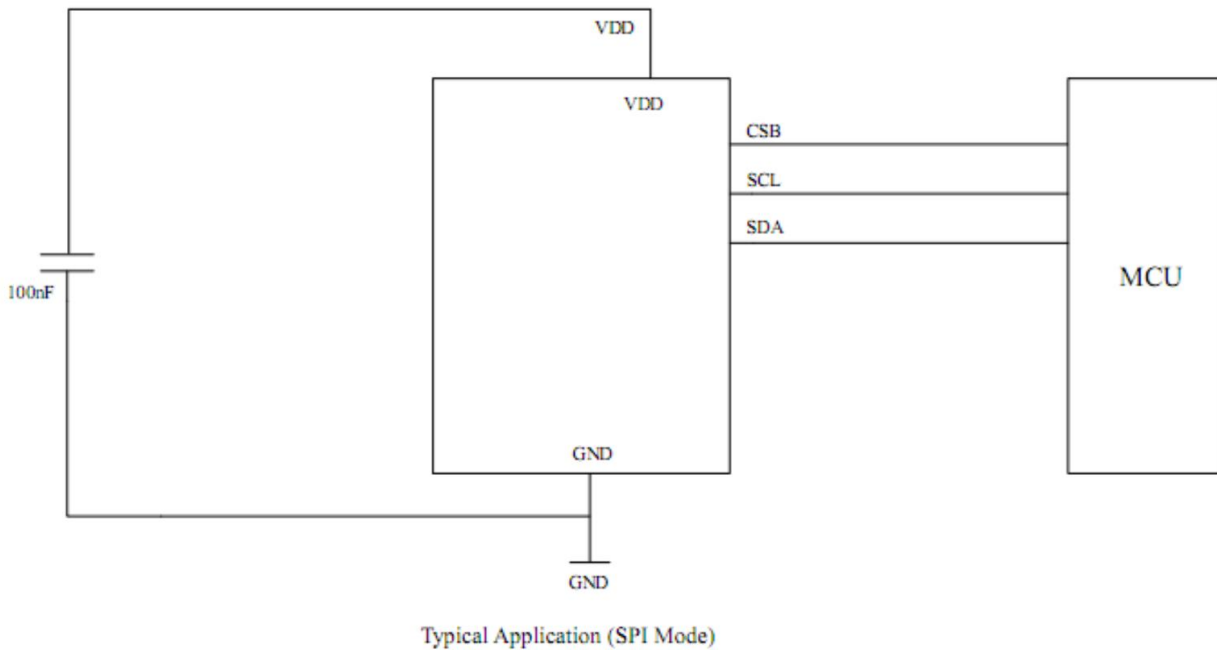 VDD
VDD
CSB
SCL
SDA
MCU
100nF
GND
GND
Typical Application (SPI Mode)